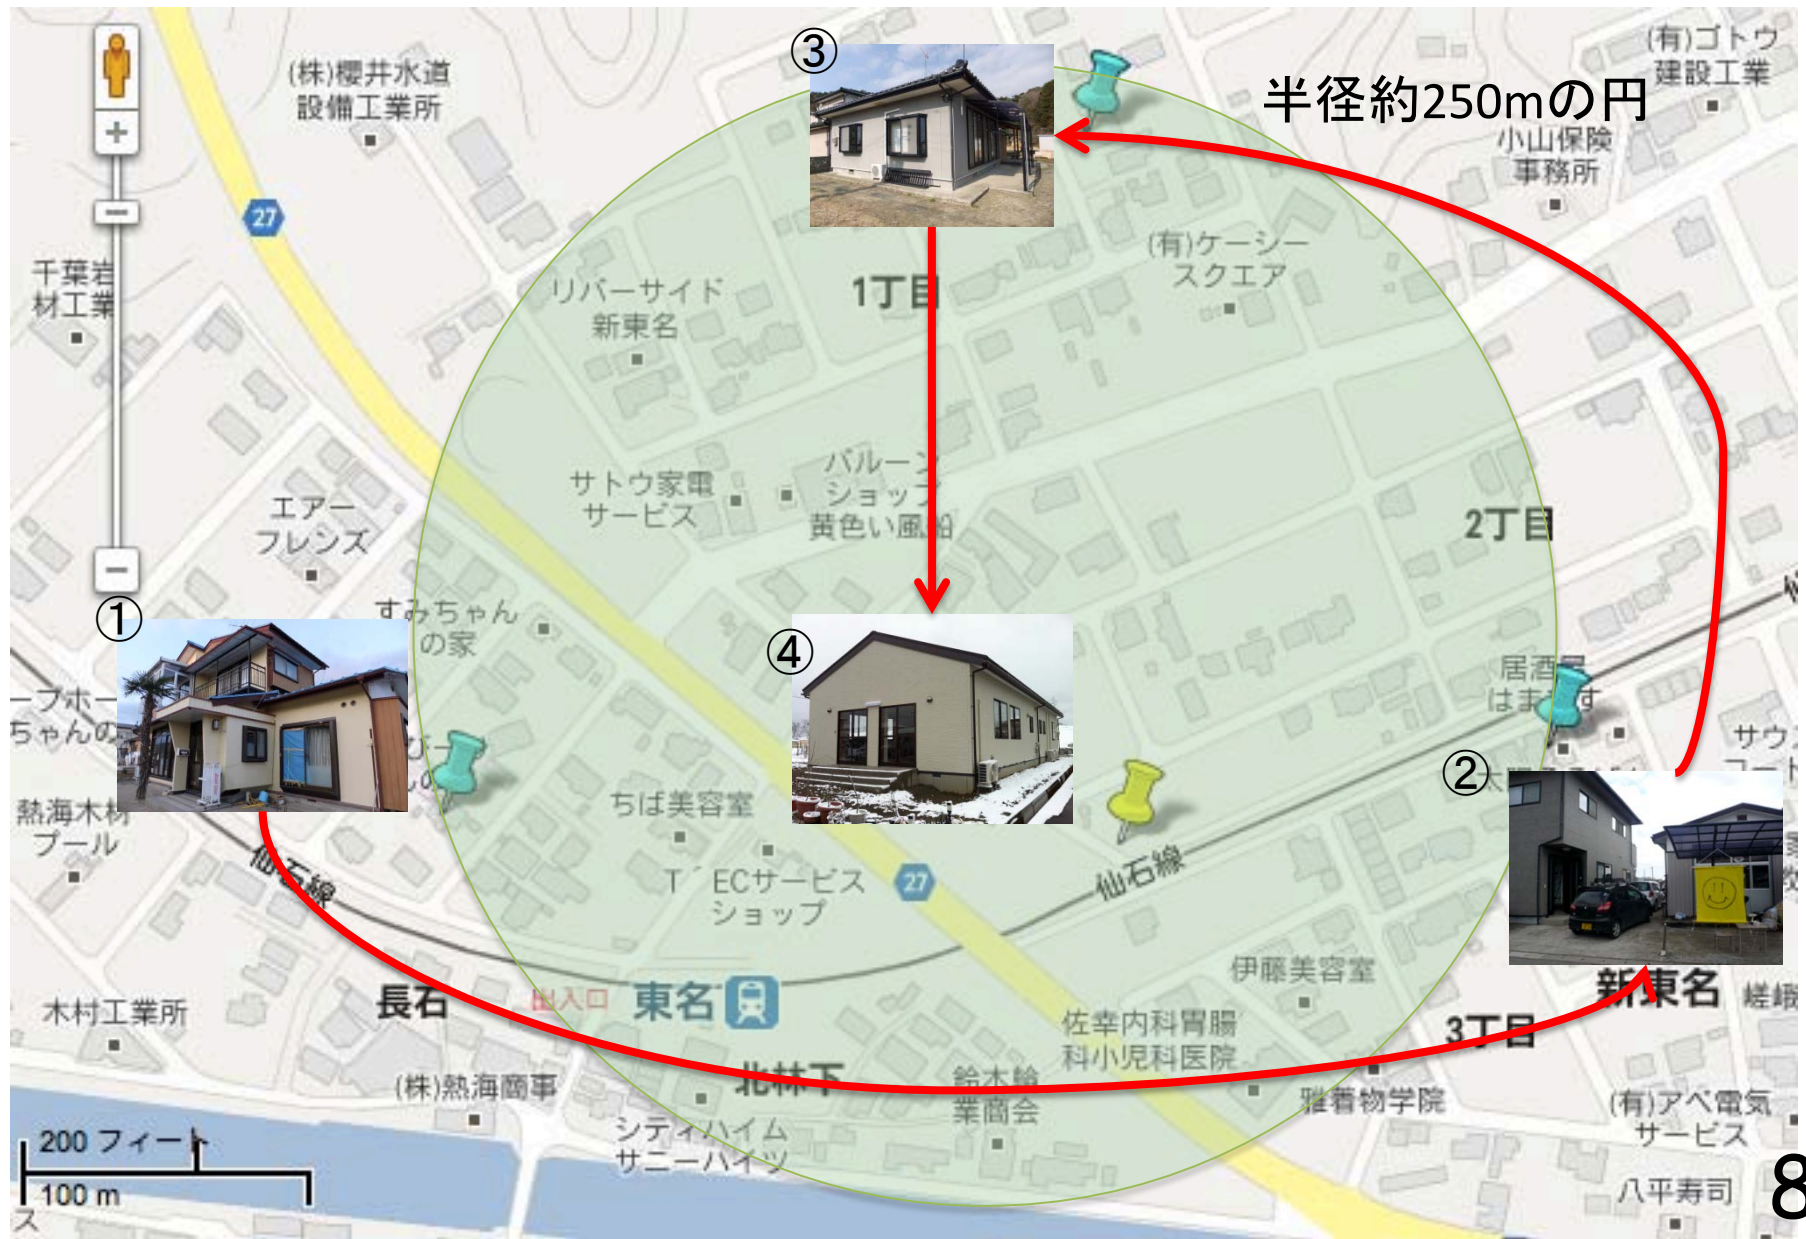 ③
半径約250mの円
(有)ゴトウ
建設工業
(株)櫻井水道
設備工業所
小山保険
事務所
27
(有)ケーシー
スクエア
千葉岩
材工業
リバーサイド
新東名
1丁目
サトウ家電
サービス
バルーン
ショップ
黄色い風船
エアー
フレンズ
2丁目
①
すみちゃん
の家
④
居酒屋
②
サウ
コート
熱海木材
プール
ちば美容室
仙石線
T´ECサービス
ショップ
27
仙石線
伊藤美容室
新東名
木村工業所
長石
出入口
東名
佐幸内科胃腸
科小児科医院
3丁目
(株)熱海商事
北林下
業商会
雅着物学院
(有)アベ電気
サービス
200 フィート
シティハイム
サニーハイツ
100 m
八平寿司
8
ス